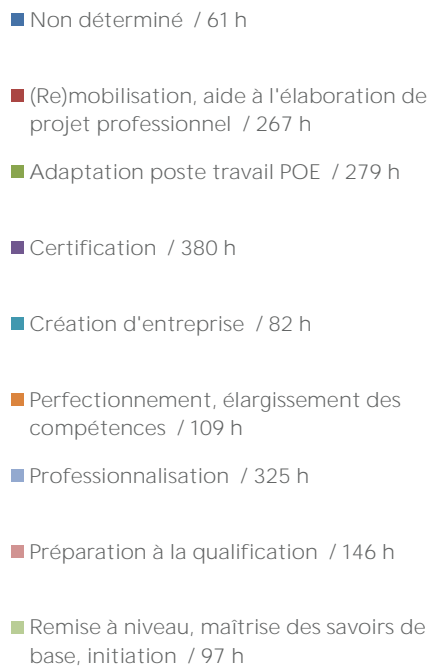 Non déterminé / 61 h
(Re)mobilisation, aide à l'élaboration de
projet professionnel / 267 h
Adaptation poste travail POE / 279 h
Certification / 380 h
Création d'entreprise / 82 h
Perfectionnement, élargissement des
compétences / 109 h
Professionnalisation / 325 h
Préparation à la qualification / 146 h
Remise à niveau, maîtrise des savoirs de
base, initiation / 97 h